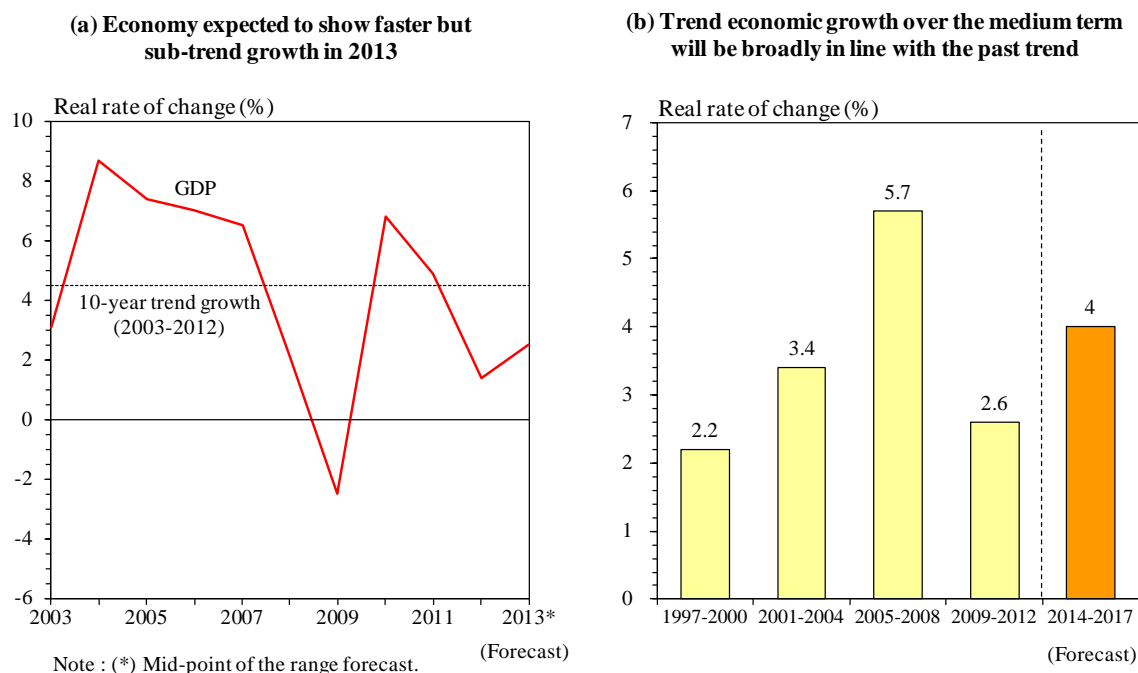 (a) Economy expected to show faster but
sub-trend growth in 2013
Real rate of change (%)
10
8
6
4
2
0
-2
-4
-6
GDP
10-year trend growth
(2003-2012)
2003 2005 2007 2009 2011 2013*
(Forecast)
Note : (*) Mid-point of the range forecast.
(b) Trend economic growth over the medium term
will be broadly in line with the past trend
Real rate of change (%)
7
6
5
4
3
2
1
0
2.2
3.4
5.7
2.6
4
1997-2000 2001-2004 2005-2008 2009-2012 2014-2017
(Forecast)